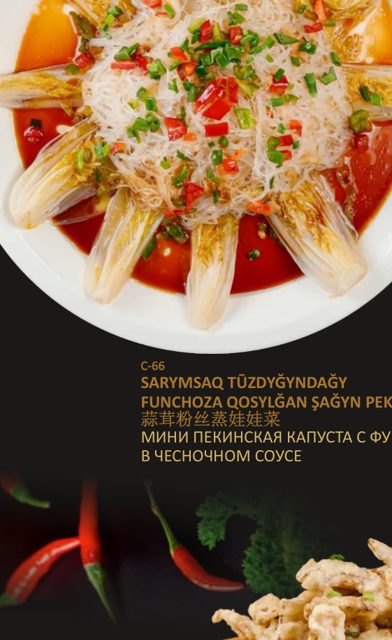 C-66
SARYMSAQ TŪZDYĞYNDAĞY
FUNCHOZA QOSYLĞAN ŞAĞYN PEK
蒜茸粉丝蒸娃娃菜
МИНИ ПЕКИНСКАЯ КАПУСТА С ФУ
В ЧЕСНОЧНОМ СОУСЕ